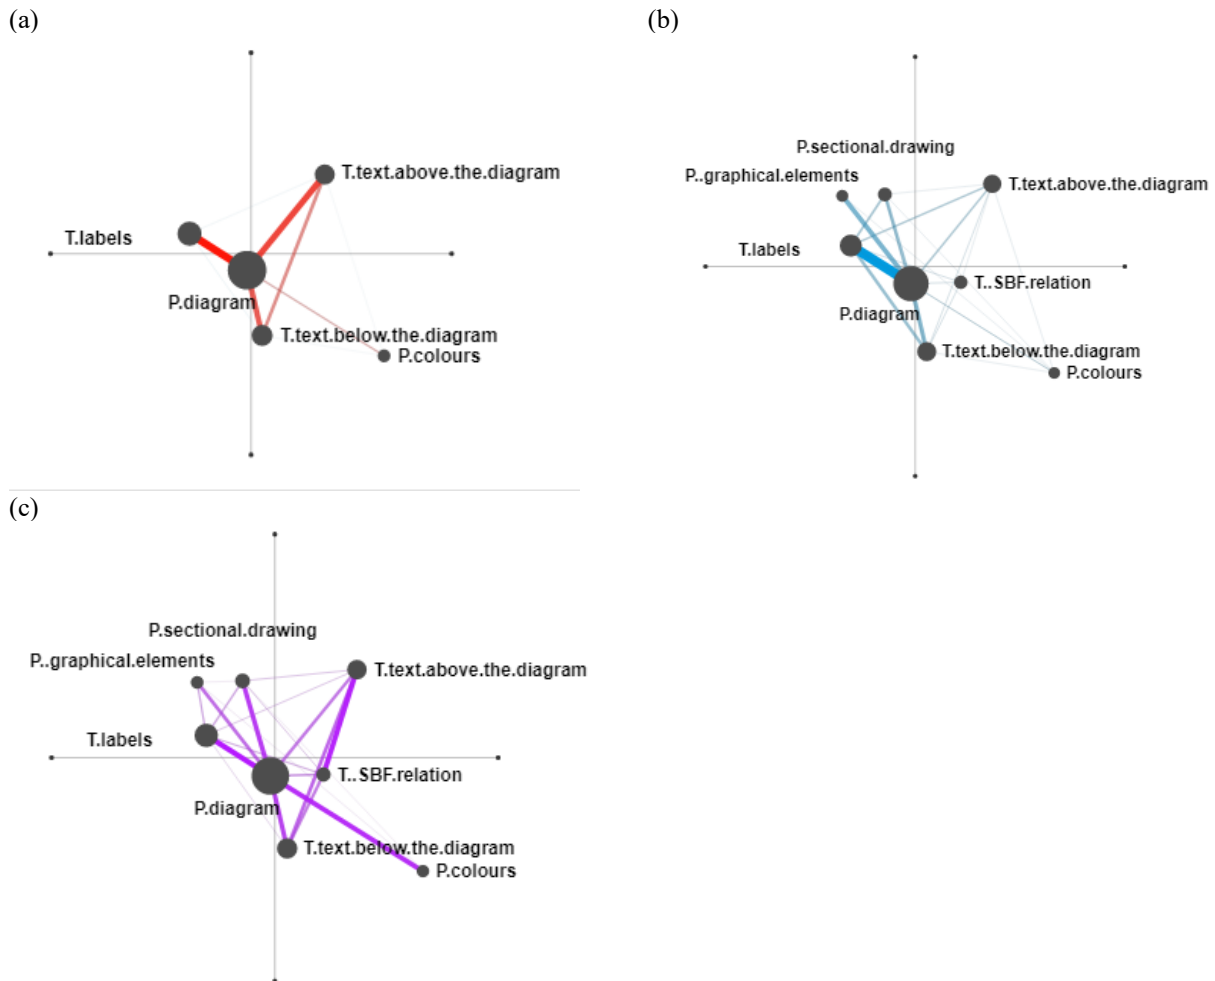 (a)
(b)
T.text.above.the.diagram
T.labels
P.diagram
T.text.below.the.diagram
P.colours
P.sectional.drawing
P..graphical.elements
T.text.above.the.diagram
T.labels
T..SBF.relation
P.diagram
T.text.below.the.diagram
P.colours
(c)
P.sectional.drawing
P..graphical.elements
T.text.above.the.diagram
T.labels
T..SBF.relation
P.diagram
T.text.below.the.diagram
P.colours